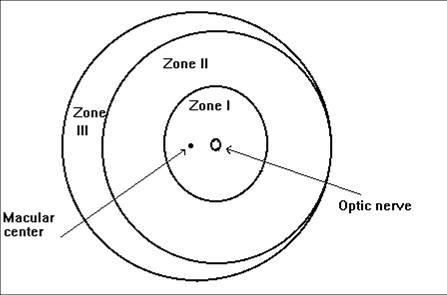 Zone II
Zone I
Zone
III
Macular
center
Optic nerve